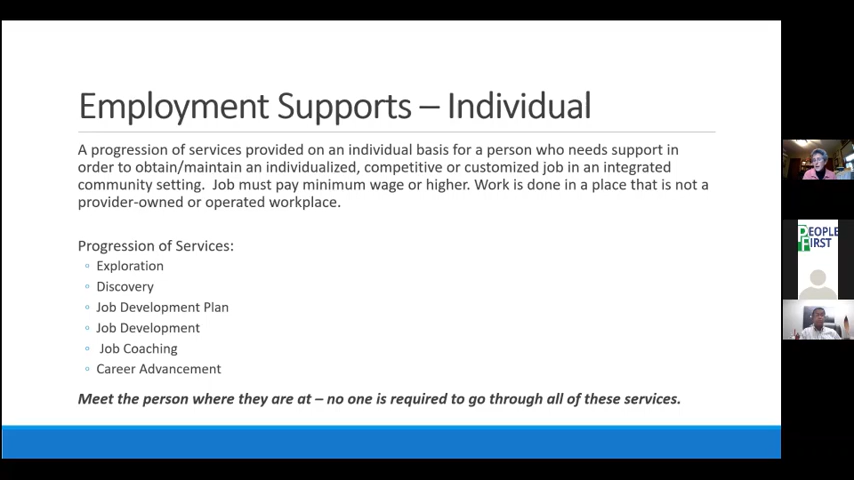 Employment Supports – Individual
A progression of services provided on an individual basis for a person who needs support in
order to obtain/maintain an individualized, competitive or customized job in an integrated
community setting.  Job must pay minimum wage or higher. Work is done in a place that is not a
provider-owned or operated workplace.
Progression of Services:
◦ Exploration
◦ Discovery
◦ Job Development Plan
◦ Job Development
◦ Job Coaching
◦ Career Advancement
Meet the person where they are at – no one is required to go through all of these services.
PEOPLE
FIRST